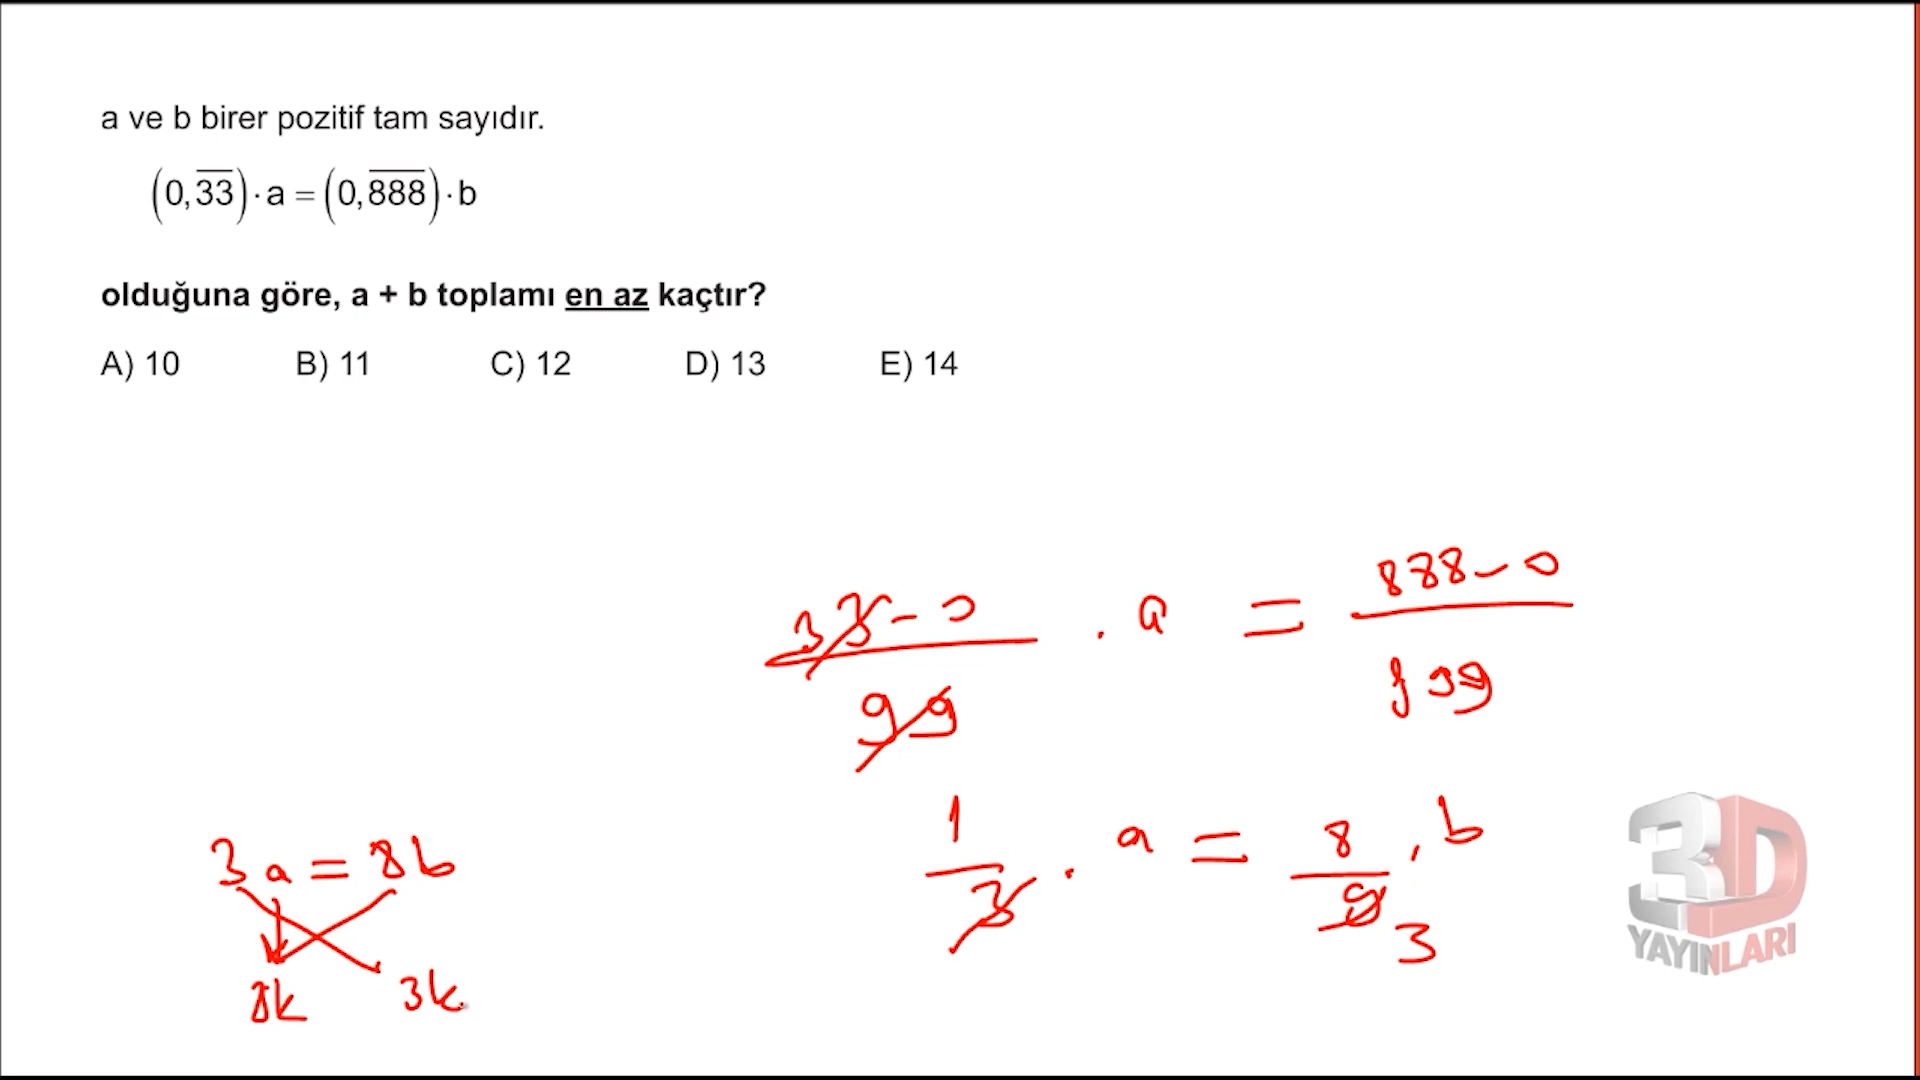 a ve b birer pozitif tam sayıdır.
(0,3̅3̅)·a = (0,8̅8̅8̅)·b
olduğuna göre, a + b toplamı en az kaçtır?
A) 10 B) 11 C) 12 D) 13 E) 14
33-0 . a = 888-0
99 999
1 . a = 8 . b
3 9 3
3a = 8b
8k 3k
3D
YAYINLARI